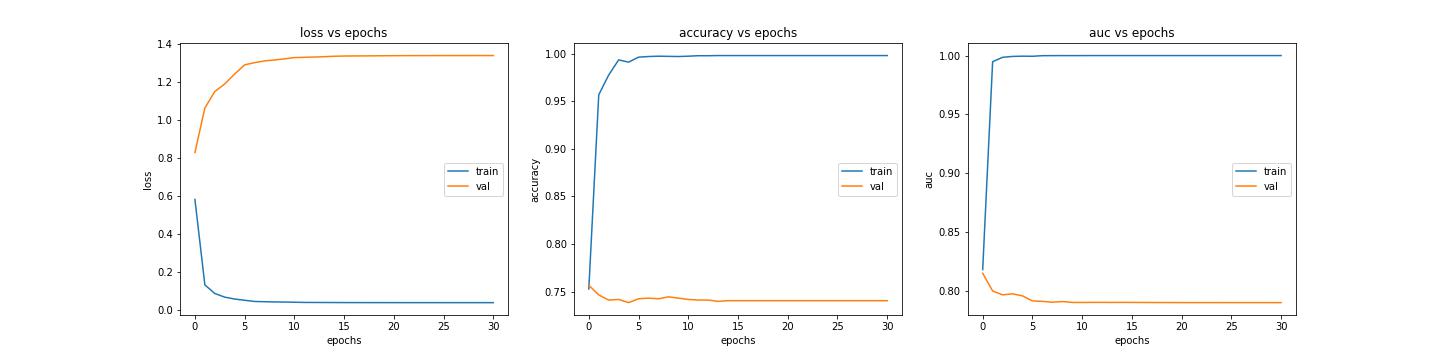 loss vs epochs
loss
1.4
1.2
1.0
0.8
0.6
0.4
0.2
0.0
train
val
0 5 10 15 20 25 30
epochs
accuracy vs epochs
accuracy
1.00
0.95
0.90
0.85
0.80
0.75
train
val
0 5 10 15 20 25 30
epochs
auc vs epochs
auc
1.00
0.95
0.90
0.85
0.80
train
val
0 5 10 15 20 25 30
epochs